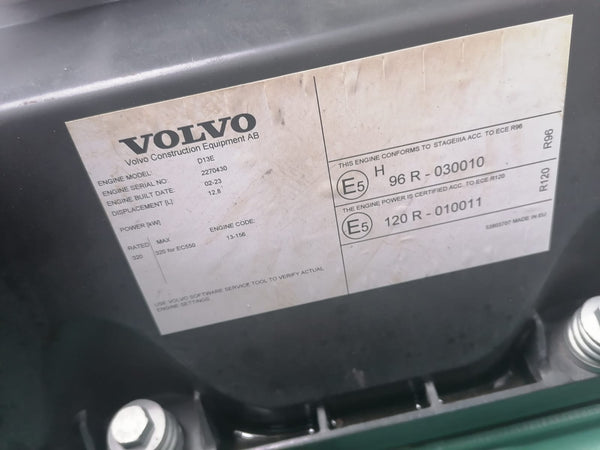 VOLVO
Volvo Construction Equipment AB
ENGINE MODEL: D13E
ENGINE SERIAL NO: 2270430
ENGINE BUILT DATE: 02-23
DISPLACEMENT [L] 12,8
POWER [kW]
RATED MAX ENGINE CODE:
320 320 for EC550 13-156
USE VOLVO SOFTWARE SERVICE TOOL TO VERIFY ACTUAL
ENGINE SETTINGS.
THIS ENGINE CONFORMS TO STAGEIIIA ACC. TO ECE R96
E5 H 96 R - 030010 R96
THE ENGINE POWER IS CERTIFIED ACC. TO ECE R120
E5 120 R - 010011 R120
MADE IN EU